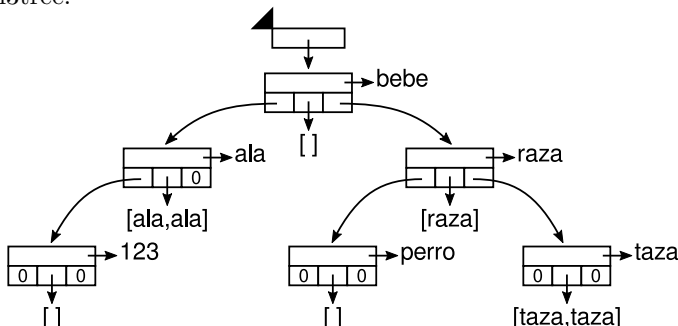 bebe
[ ]
ala
0
[ala,ala]
raza
[raza]
123
0 0
[ ]
perro
0 0
[ ]
taza
0 0
[taza,taza]